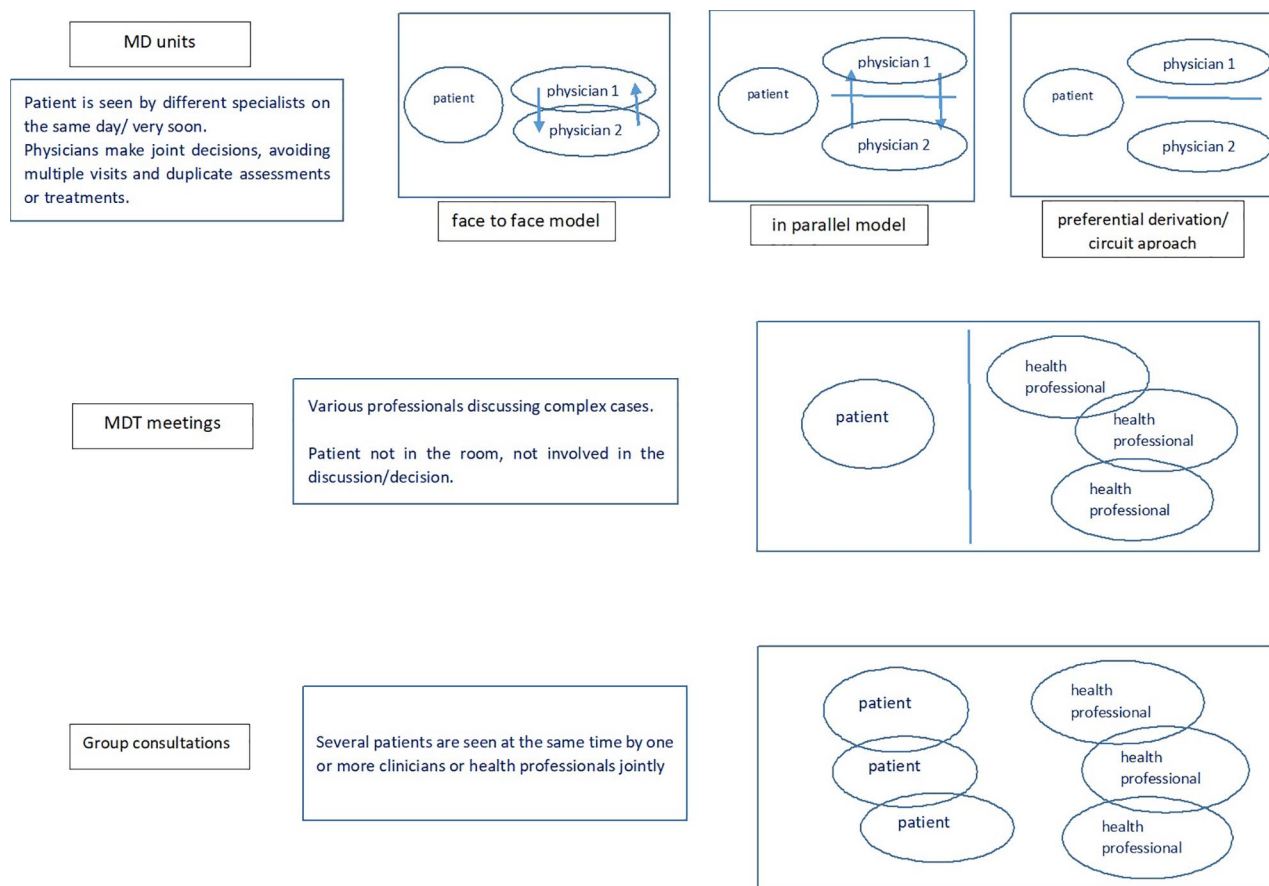 MD units
Patient is seen by different specialists on
the same day/ very soon.
Physicians make joint decisions, avoiding
multiple visits and duplicate assessments
or treatments.
patient
physician 1
physician 2
face to face model
patient
physician 1
physician 2
in parallel model
patient
physician 1
physician 2
preferential derivation/
circuit aproach
MDT meetings
Various professionals discussing complex cases.
Patient not in the room, not involved in the
discussion/decision.
patient
health
professional
health
professional
health
professional
Group consultations
Several patients are seen at the same time by one
or more clinicians or health professionals jointly
patient
patient
patient
health
professional
health
professional
health
professional